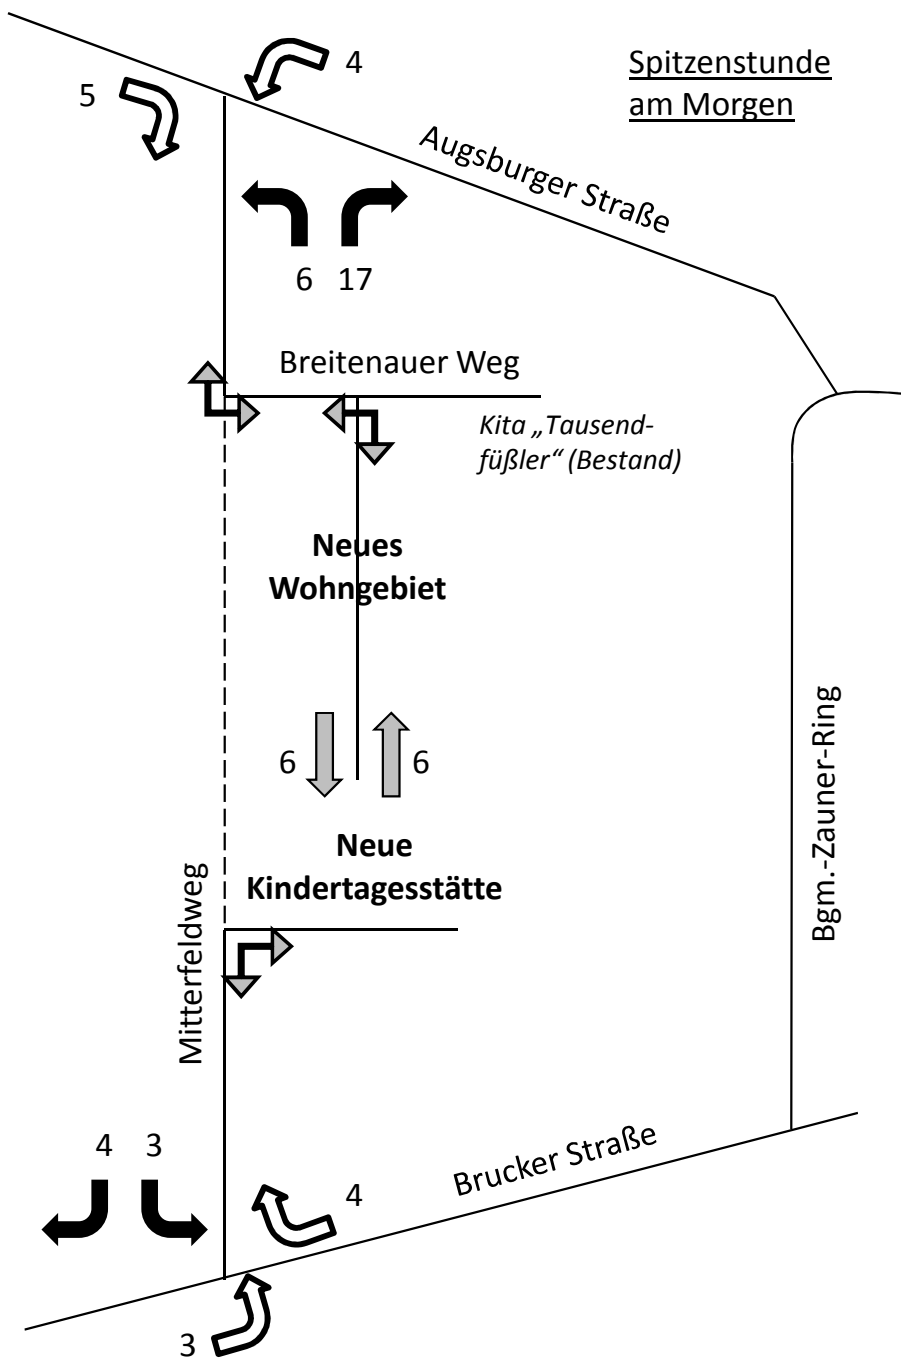 Spitzenstunde
am Morgen
4
5
Augsburger Straße
6 17
Breitenauer Weg
Kita „Tausend-
füßler“ (Bestand)
Neues
Wohngebiet
6
6
Bgm.-Zauner-Ring
Neue
Kindertagesstätte
Mitterfeldweg
4 3
Brucker Straße
4
3